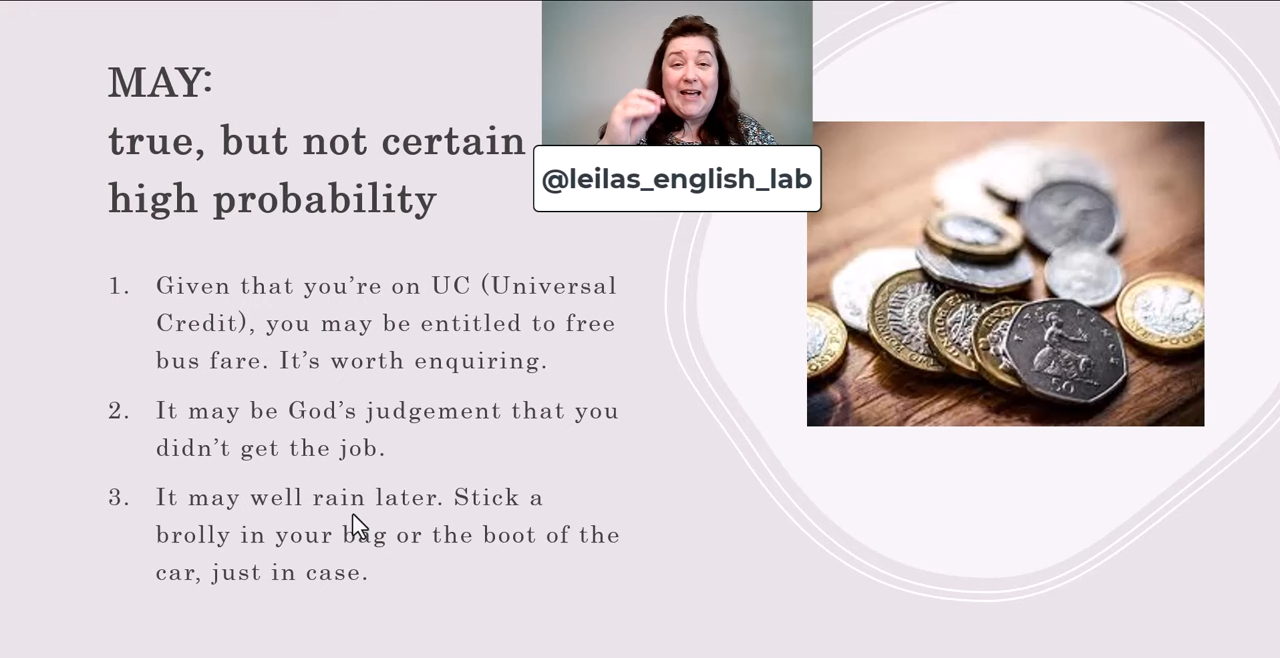 MAY:
true, but not certain
high probability
@leilas_english_lab
1. Given that you’re on UC (Universal
Credit), you may be entitled to free
bus fare. It’s worth enquiring.
2. It may be God’s judgement that you
didn’t get the job.
3. It may well rain later. Stick a
brolly in your bag or the boot of the
car, just in case.
50